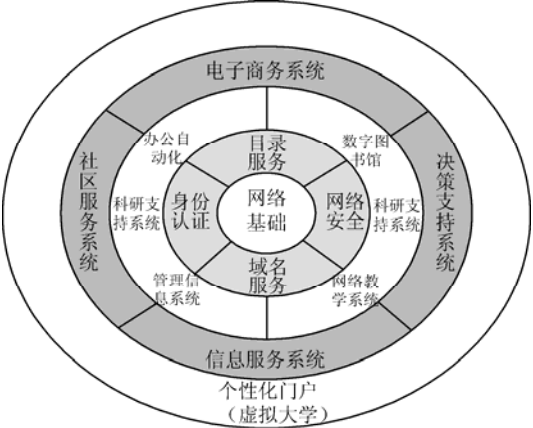 电子商务系统
办公自
动化
目录
服务
数字图
书馆
社区服务系统
科研支
持系统
身份
认证
网络
基础
网络
安全
科研支
持系统
决策支持系统
管理信
息系统
域名
服务
网络教
学系统
信息服务系统
个性化门户
（虚拟大学）